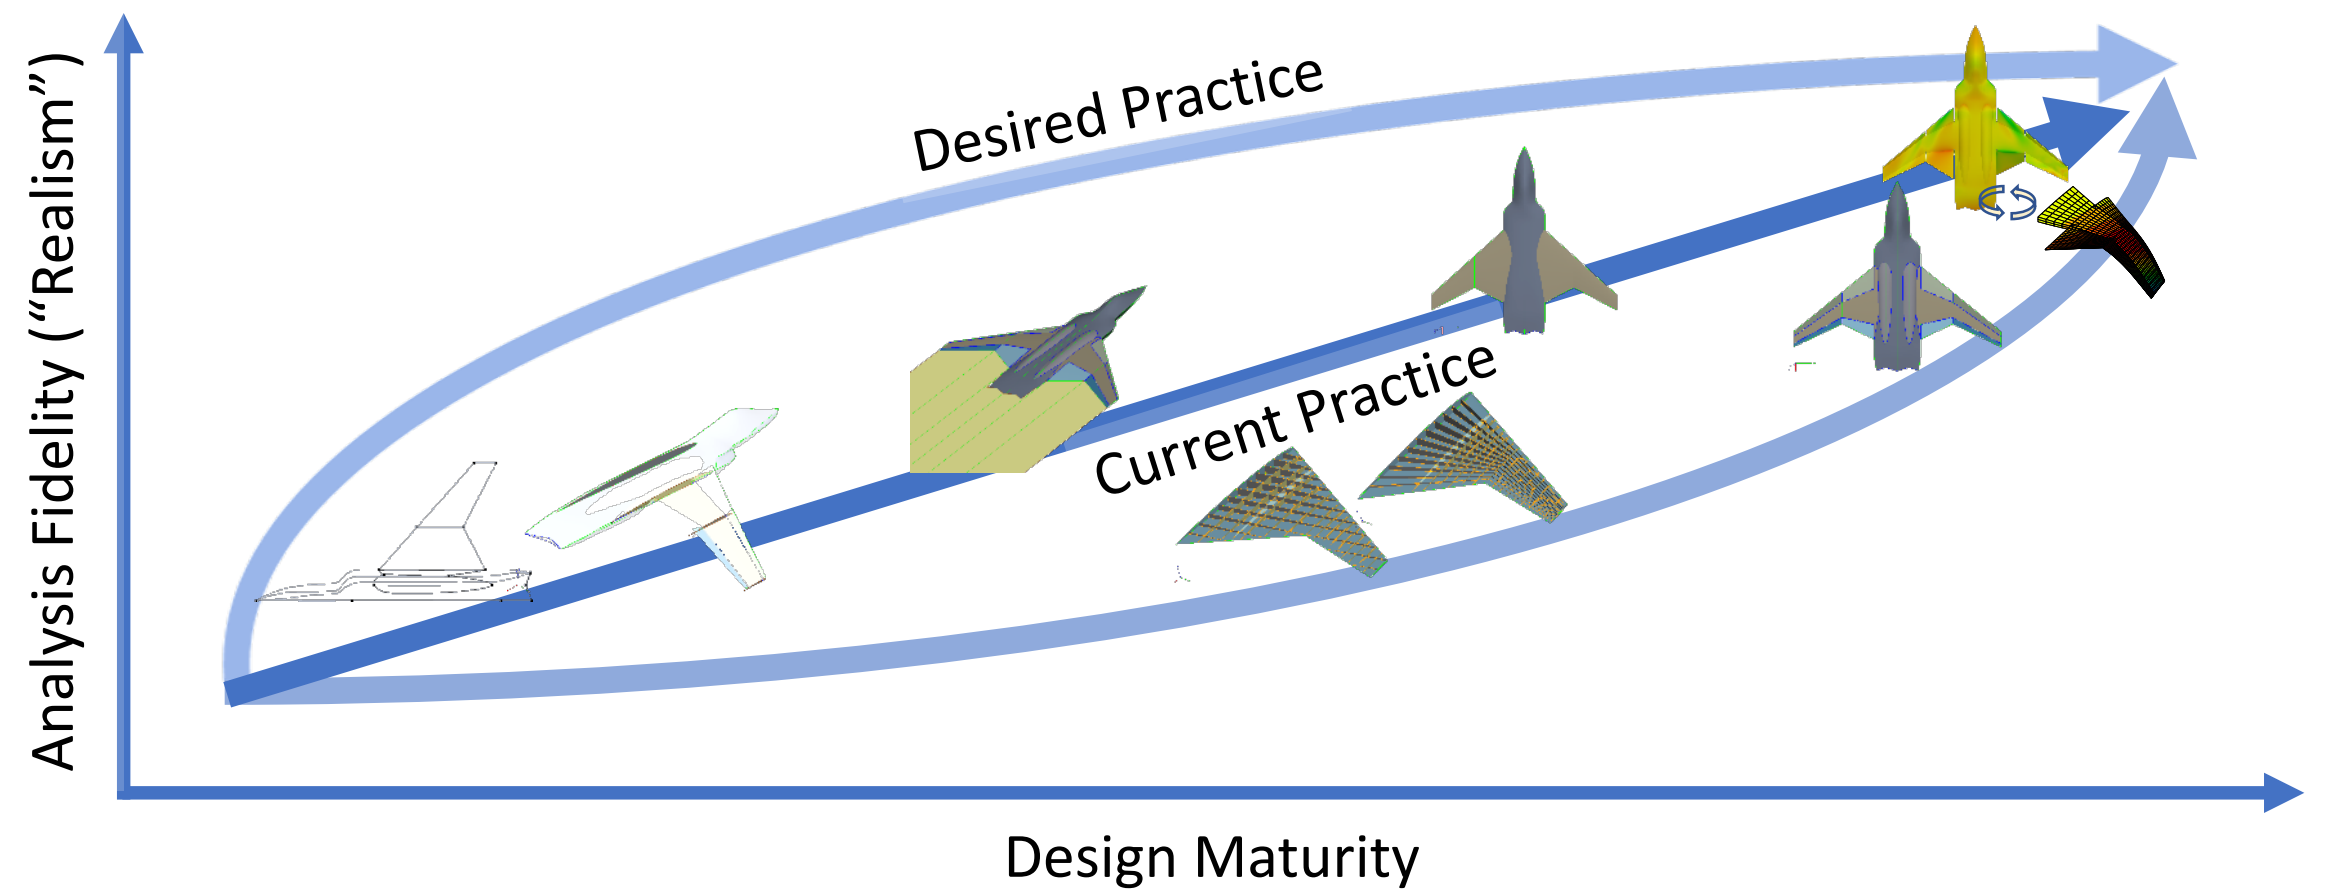 Analysis Fidelity (“Realism”)
Desired Practice
Current Practice
Design Maturity